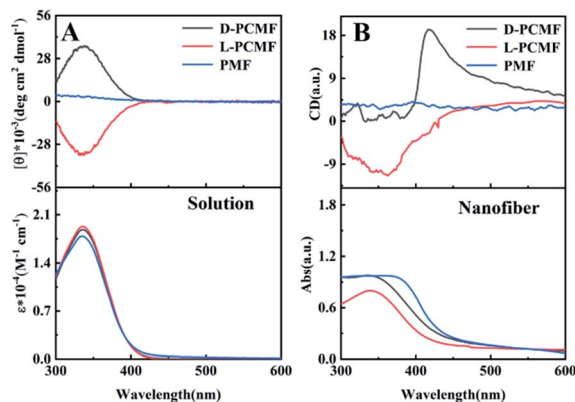 A
D-PCMF
L-PCMF
PMF
56
28
0
-28
-56
[θ]*10⁻³(deg cm² dmol⁻¹)
Solution
2.1
1.4
0.7
0.0
ε*10⁻⁴(M⁻¹ cm⁻¹)
300 400 500 600
Wavelength(nm)
B
D-PCMF
L-PCMF
PMF
18
9
0
-9
CD(a.u.)
Nanofiber
1.8
1.2
0.6
0.0
Abs(a.u.)
300 400 500 600
Wavelength(nm)